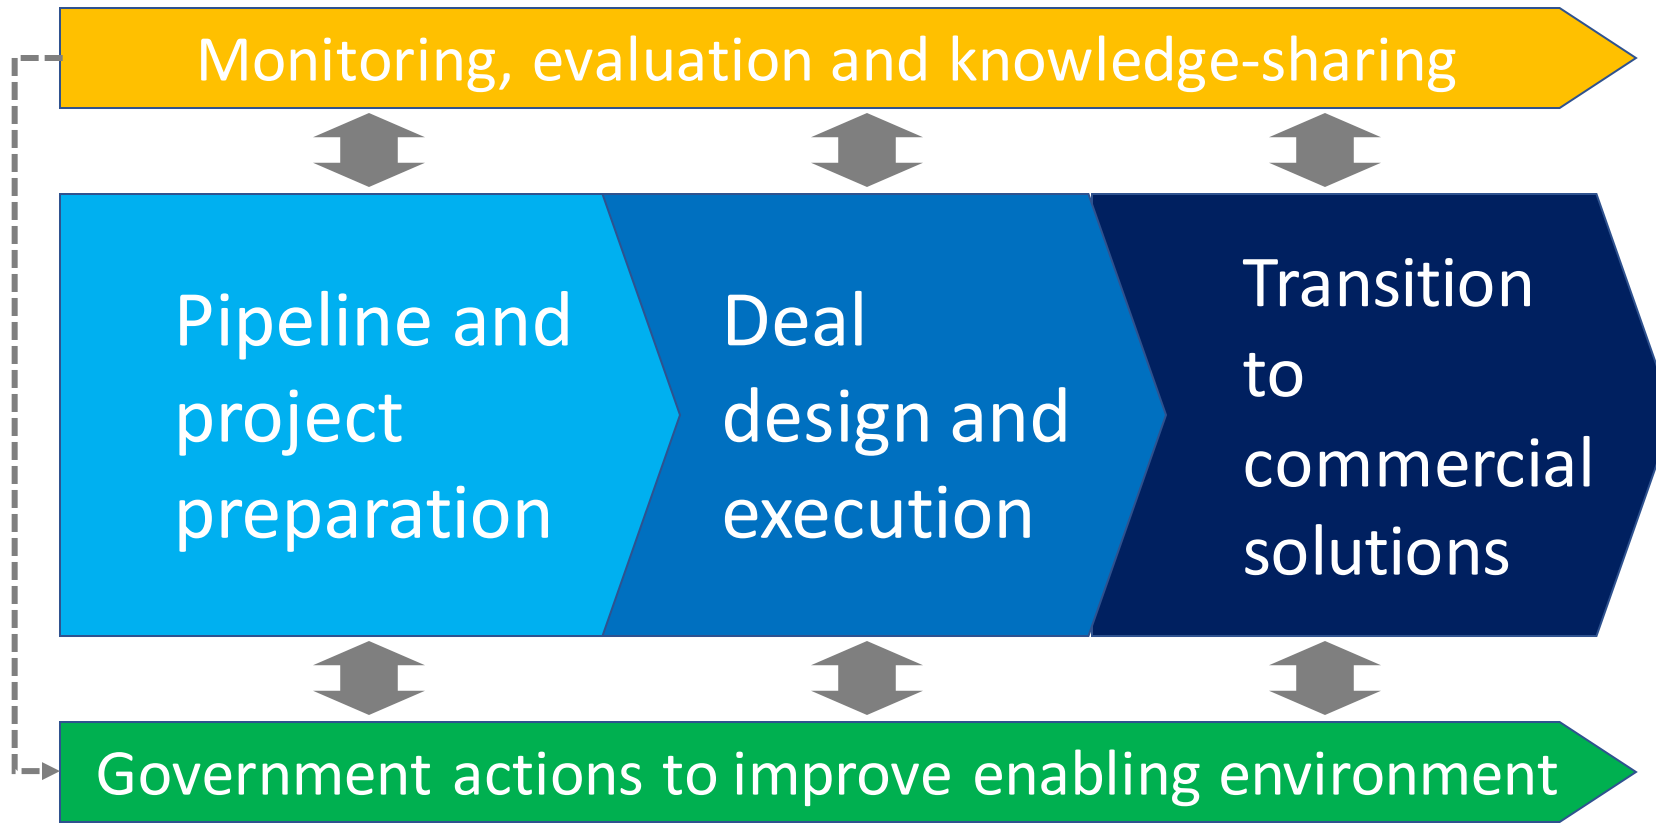 Monitoring, evaluation and knowledge-sharing
Pipeline and
project
preparation
Deal
design and
execution
Transition
to
commercial
solutions
Government actions to improve enabling environment